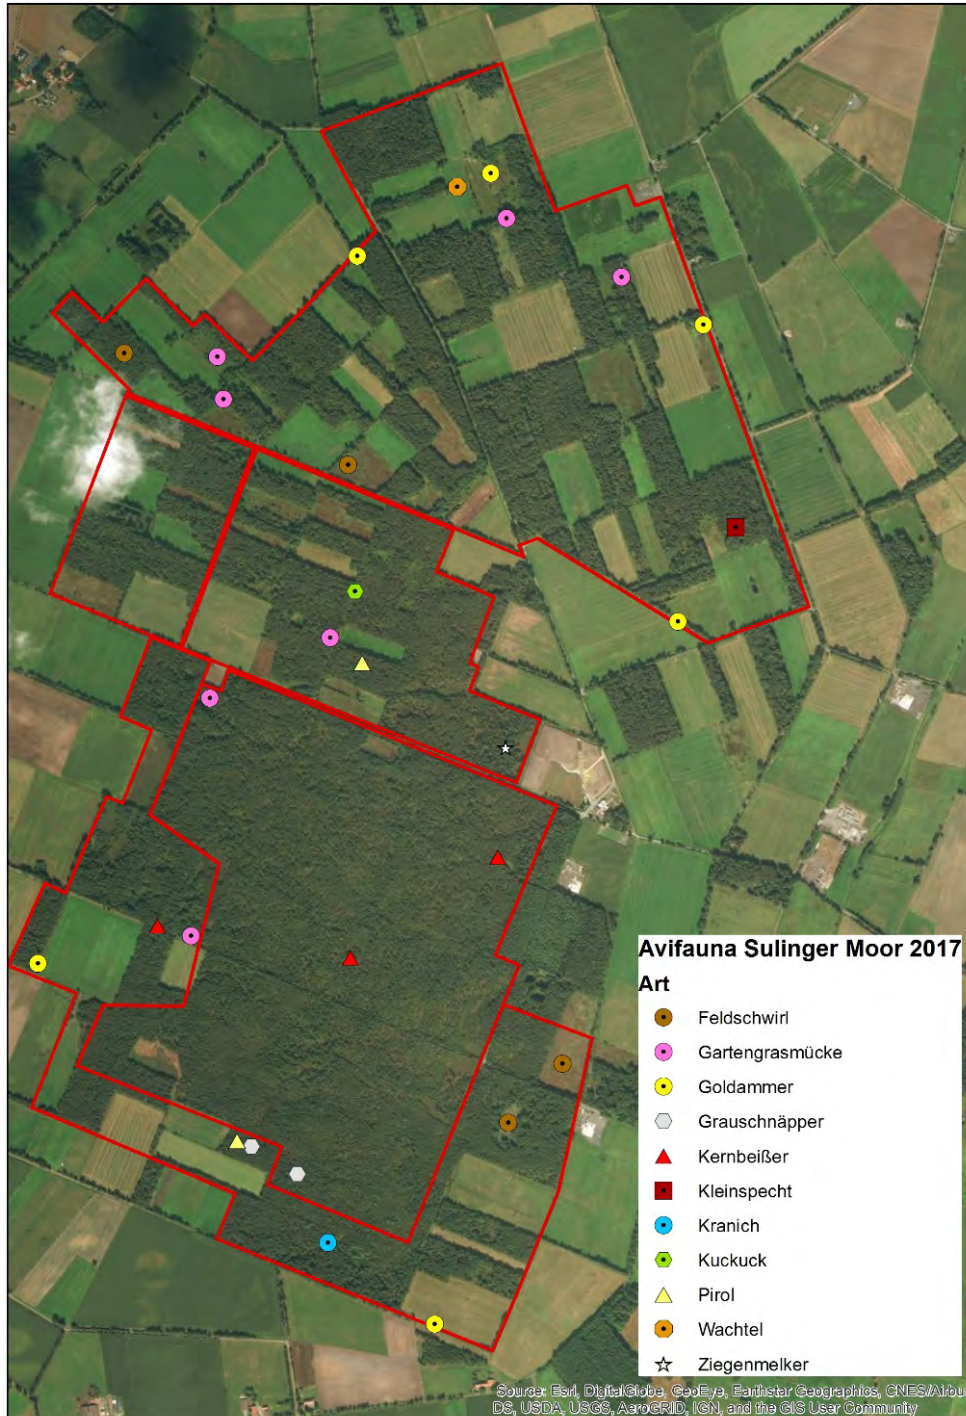 Avifauna Sulinger Moor 2017
Art
Feldschwirl
Gartengrasmücke
Goldammer
Grauschnäpper
Kernbeißer
Kleinspecht
Kranich
Kuckuck
Pirol
Wachtel
Ziegenmelker
Source: Esri, DigitalGlobe, GeoEye, Earthstar Geographics, CNES/Airbu
DS, USDA, USGS, AeroGRID, IGN, and the GIS User Community